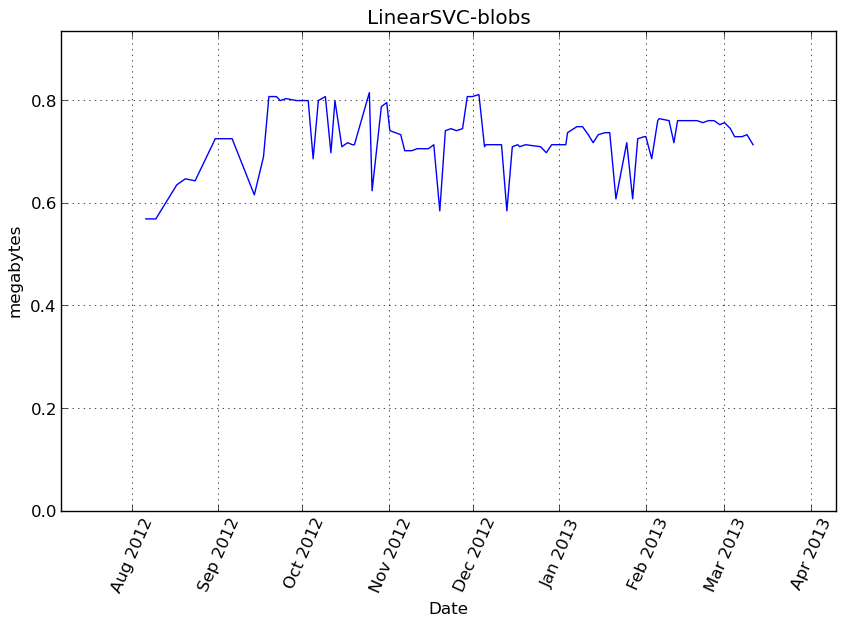 LinearSVC-blobs
megabytes
0.8
0.6
0.4
0.2
0.0
Aug 2012
Sep 2012
Oct 2012
Nov 2012
Dec 2012
Jan 2013
Feb 2013
Mar 2013
Apr 2013
Date